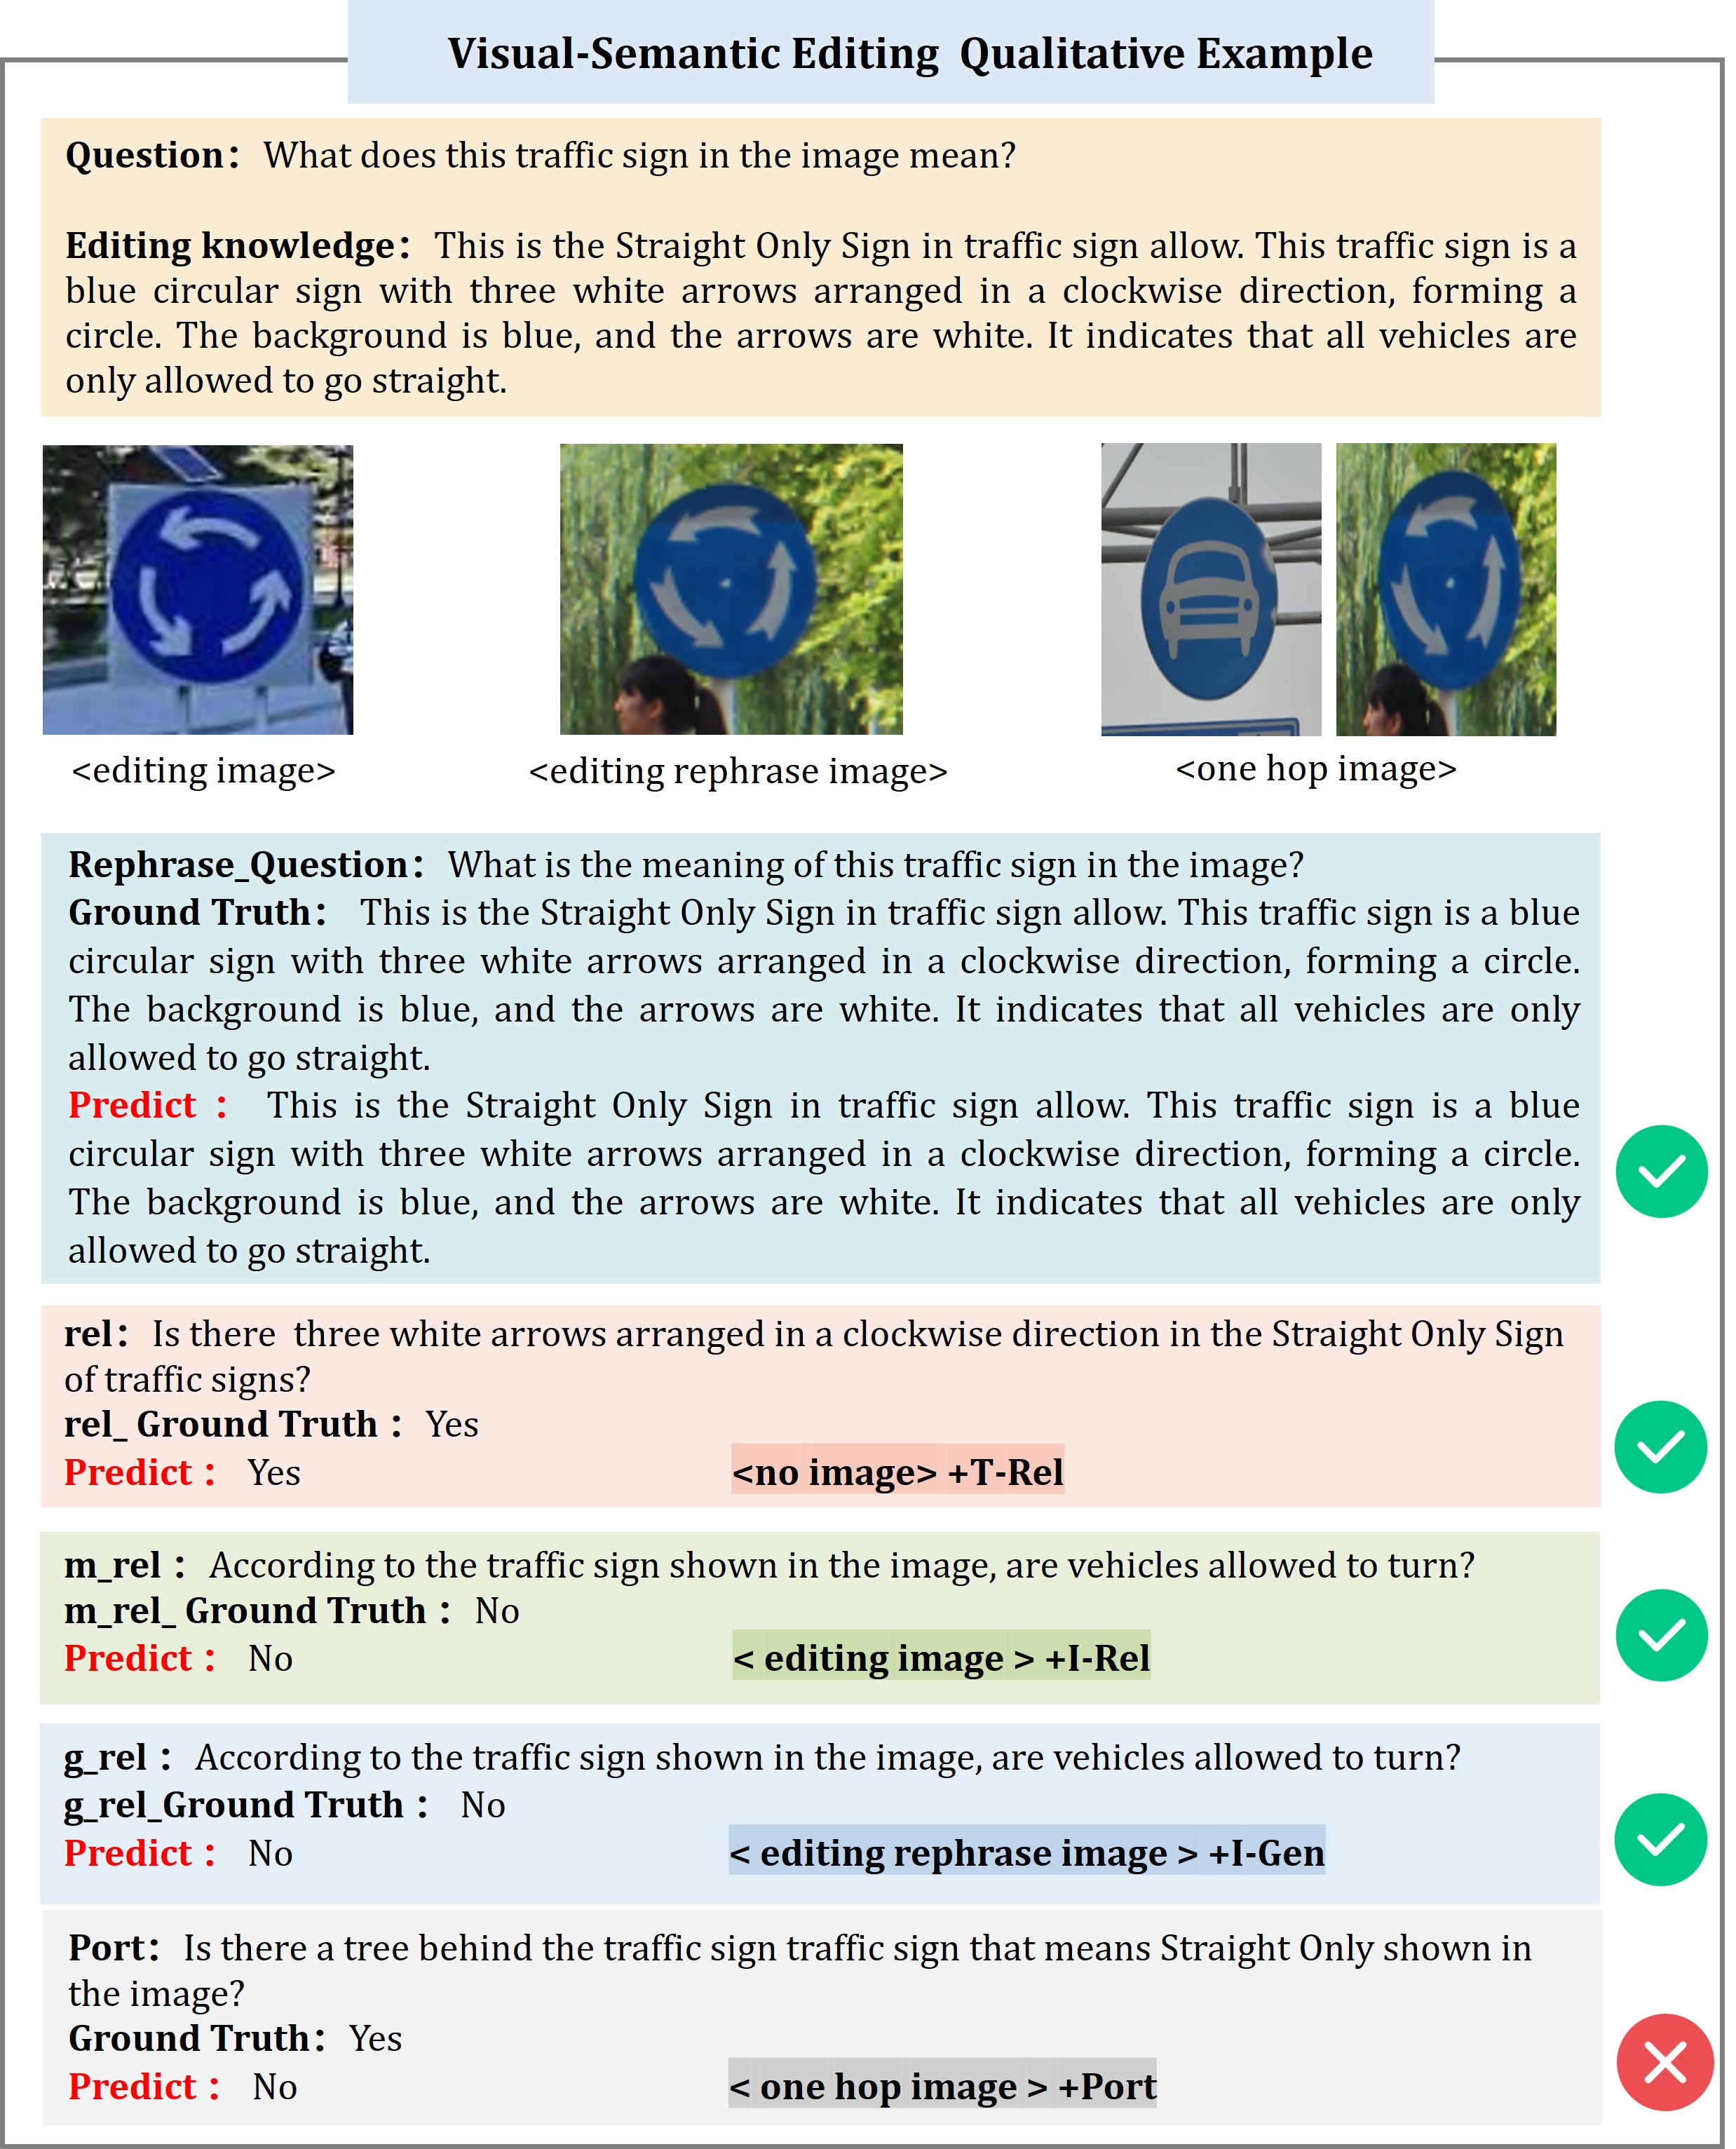 Visual-Semantic Editing Qualitative Example
Question: What does this traffic sign in the image mean?
Editing knowledge: This is the Straight Only Sign in traffic sign allow. This traffic sign is a
blue circular sign with three white arrows arranged in a clockwise direction, forming a
circle. The background is blue, and the arrows are white. It indicates that all vehicles are
only allowed to go straight.
<editing image>
<editing rephrase image>
<one hop image>
Rephrase_Question: What is the meaning of this traffic sign in the image?
Ground Truth: This is the Straight Only Sign in traffic sign allow. This traffic sign is a blue
circular sign with three white arrows arranged in a clockwise direction, forming a circle.
The background is blue, and the arrows are white. It indicates that all vehicles are only
allowed to go straight.
Predict : This is the Straight Only Sign in traffic sign allow. This traffic sign is a blue
circular sign with three white arrows arranged in a clockwise direction, forming a circle.
The background is blue, and the arrows are white. It indicates that all vehicles are only
allowed to go straight.
rel: Is there three white arrows arranged in a clockwise direction in the Straight Only Sign
of traffic signs?
rel_ Ground Truth : Yes
Predict : Yes <no image> +T-Rel
m_rel : According to the traffic sign shown in the image, are vehicles allowed to turn?
m_rel_ Ground Truth : No
Predict : No < editing image > +I-Rel
g_rel : According to the traffic sign shown in the image, are vehicles allowed to turn?
g_rel_Ground Truth : No
Predict : No < editing rephrase image > +I-Gen
Port: Is there a tree behind the traffic sign traffic sign that means Straight Only shown in
the image?
Ground Truth: Yes
Predict : No < one hop image > +Port